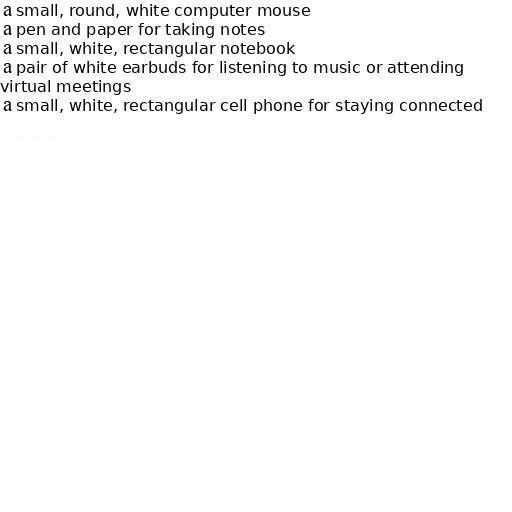 a small, round, white computer mouse
a pen and paper for taking notes
a small, white, rectangular notebook
a pair of white earbuds for listening to music or attending
virtual meetings
a small, white, rectangular cell phone for staying connected